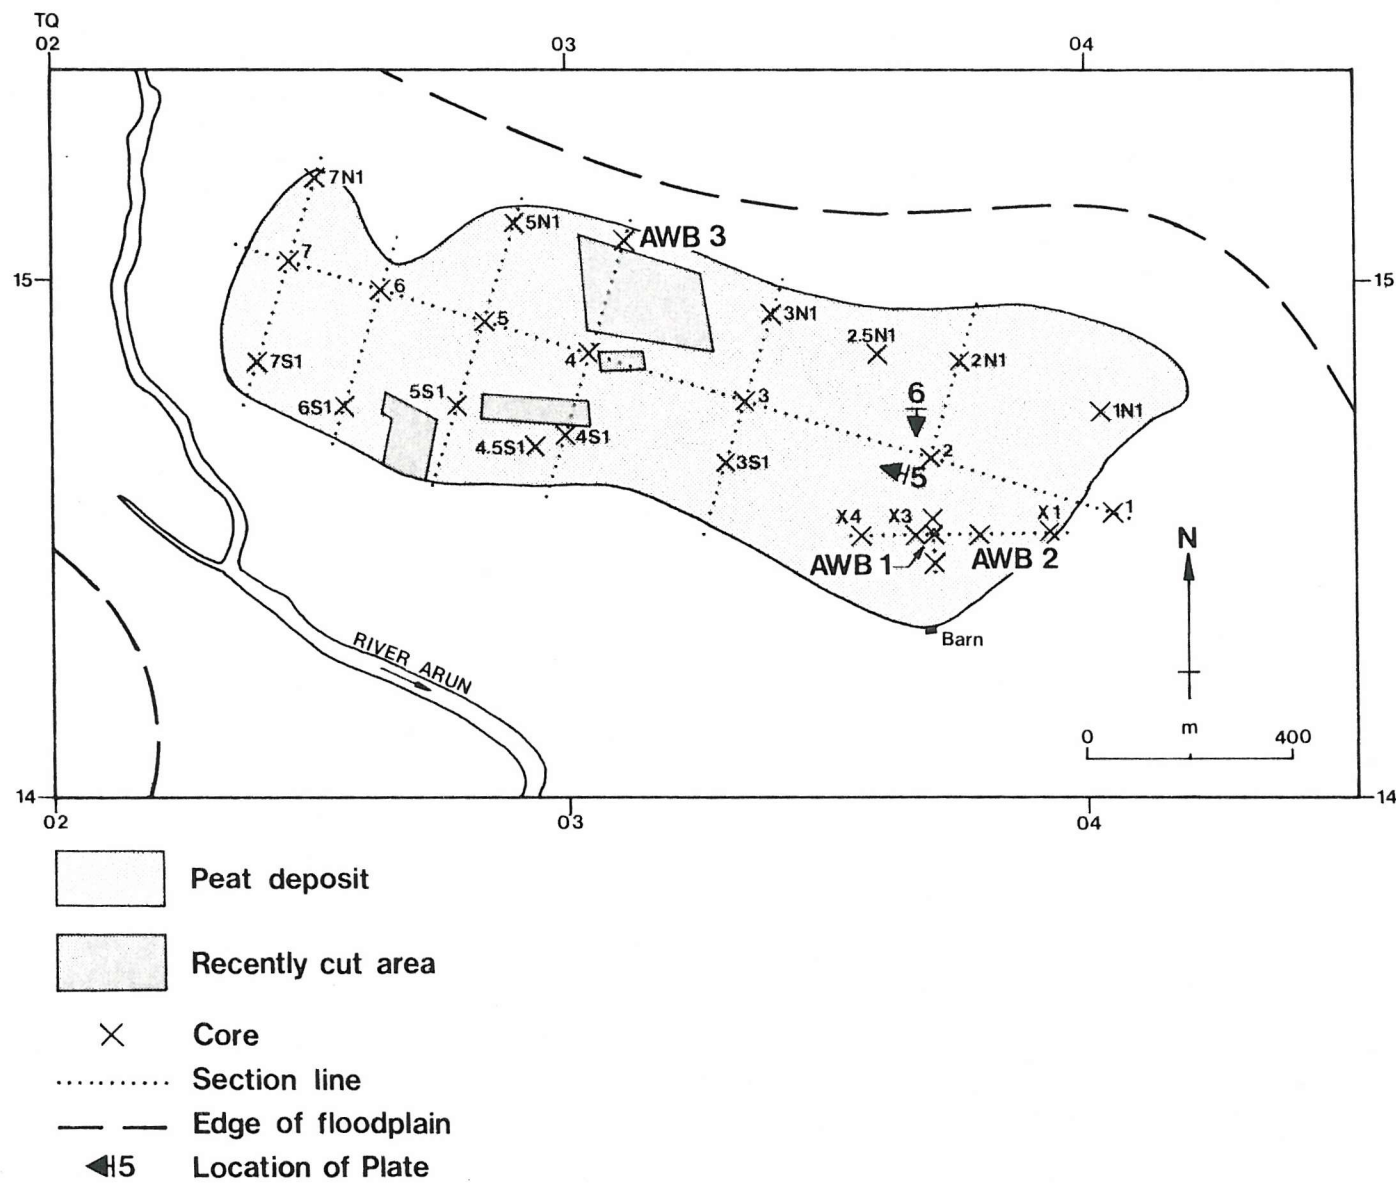 TQ
02 03 04
7N1
5N1
AWB 3
7
15 15
6
3N1
5
2.5N1
4
2N1
7S1
5S1
3
6
6S1
1N1
4S1
4.5S1
2
3S1
5
1
X4 X3 X1
N
AWB 1 AWB 2
Barn
RIVER ARUN
m
0 400
14 14
02 03 04
Peat deposit
Recently cut area
Core
Section line
Edge of floodplain
5 Location of Plate